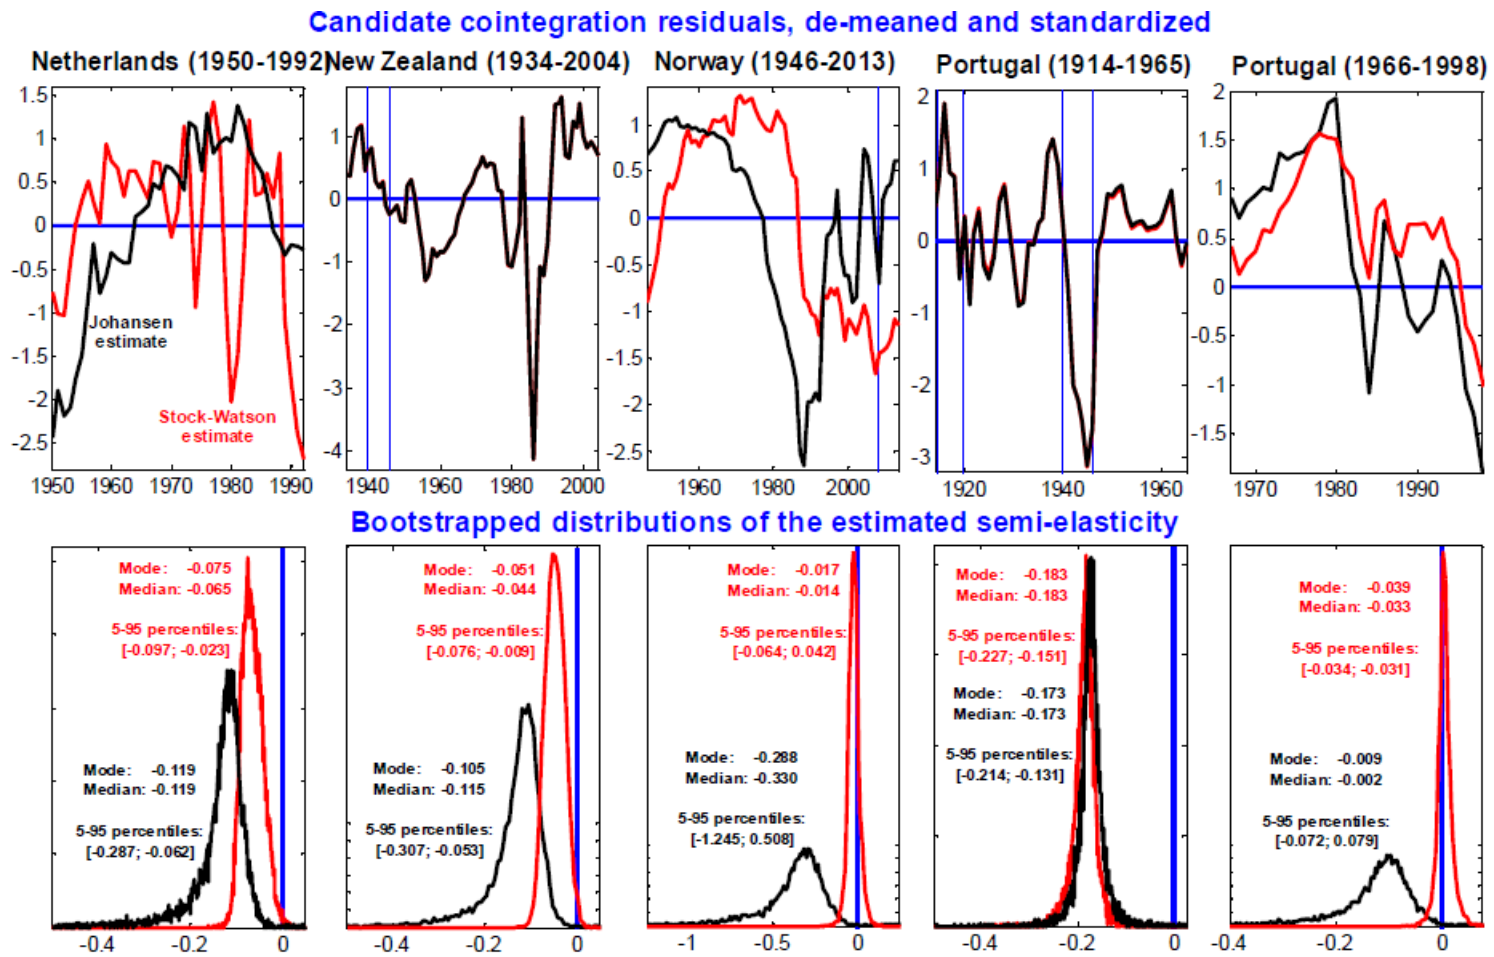 Candidate cointegration residuals, de-meaned and standardized
Netherlands (1950-1992) New Zealand (1934-2004) Norway (1946-2013) Portugal (1914-1965) Portugal (1966-1998)
1.5
1
0.5
0
-0.5
-1
-1.5
-2
-2.5
Johansen
estimate
Stock-Watson
estimate
1950 1960 1970 1980 1990
1
0
-1
-2
-3
-4
1940 1960 1980 2000
1
0.5
0
-0.5
-1
-1.5
-2
-2.5
1960 1980 2000
2
1
0
-1
2
-3
1920 1940 1960
2
1.5
1
0.5
0
-0.5
-1
-1.5
1970 1980 1990
Bootstrapped distributions of the estimated semi-elasticity
Mode: -0.075
Median: -0.065
5-95 percentiles:
[-0.097; -0.023]
Mode: -0.119
Median: -0.119
5-95 percentiles:
[-0.287; -0.062]
-0.4 -0.2 0
Mode: -0.051
Median: -0.044
5-95 percentiles:
[-0.076; -0.009]
Mode: -0.105
Median: -0.115
5-95 percentiles:
[-0.307; -0.053]
-0.4 -0.2 0
Mode: -0.017
Median: -0.014
5-95 percentiles:
[-0.064; 0.042]
Mode: -0.288
Median: -0.330
5-95 percentiles:
[-1.245; 0.508]
-1 -0.5 0
Mode: -0.183
Median: -0.183
5-95 percentiles:
[-0.227; -0.151]
Mode: -0.173
Median: -0.173
5-95 percentiles:
[-0.214; -0.131]
-0.4 -0.2 0
Mode: -0.039
Median: -0.033
5-95 percentiles:
[-0.034; -0.031]
Mode: -0.009
Median: -0.002
5-95 percentiles:
[-0.072; 0.079]
-0.4 -0.2 0